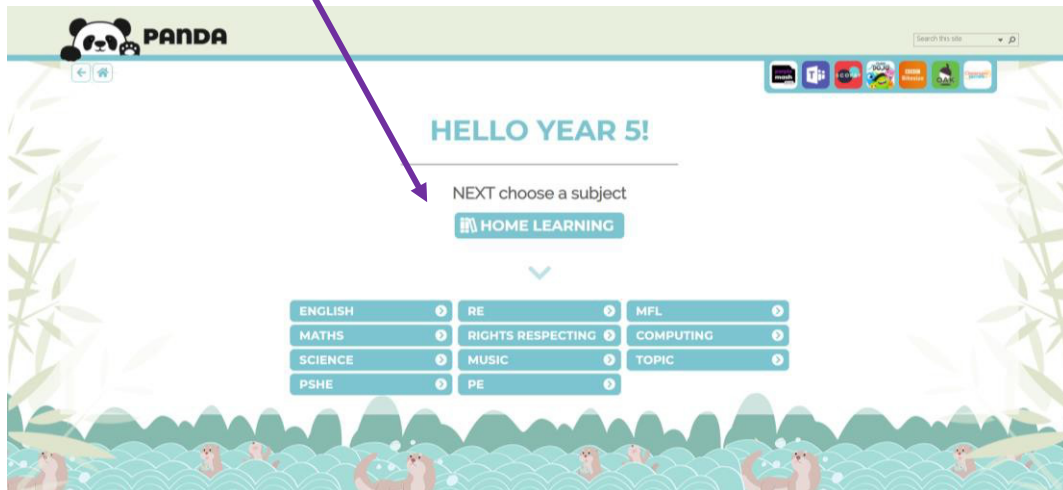 PANDA
Search this site
HELLO YEAR 5!
NEXT choose a subject
HOME LEARNING
ENGLISH
RE
MFL
MATHS
RIGHTS RESPECTING
COMPUTING
SCIENCE
MUSIC
TOPIC
PSHE
PE